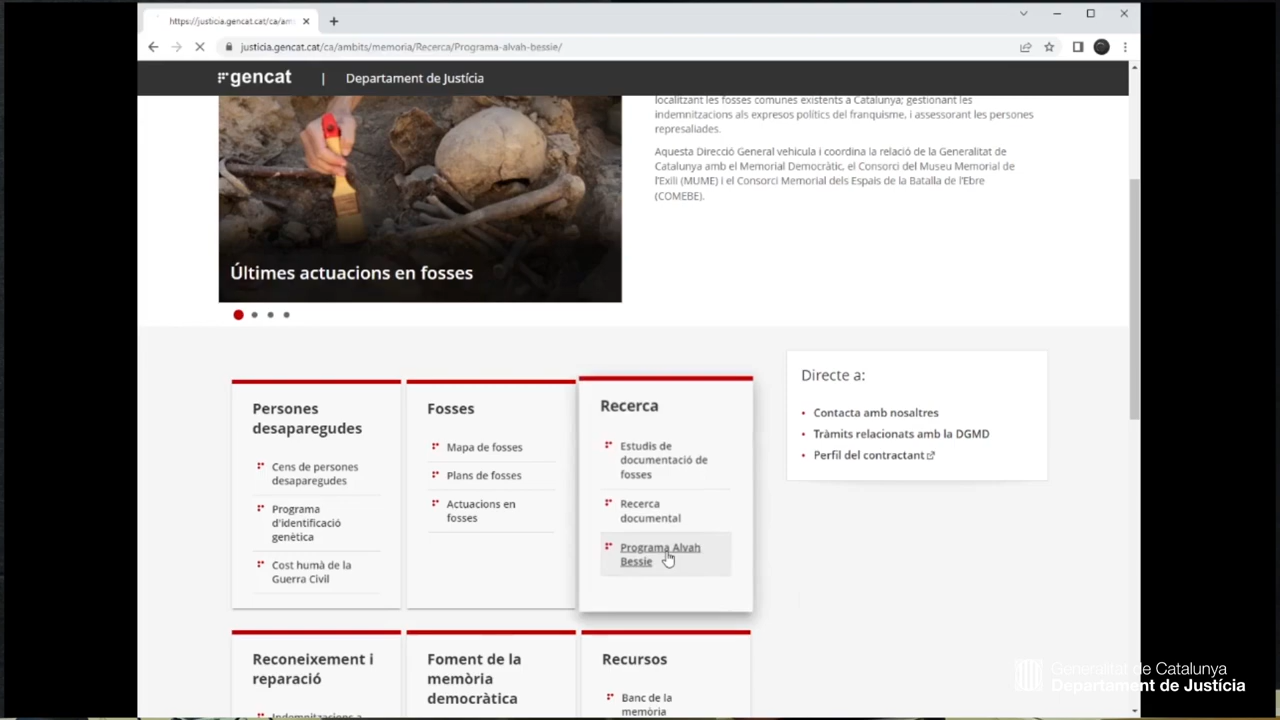 https://justicia.gencat.cat/ca/am
justicia.gencat.cat/ca/ambits/memoria/Recerca/Programa-alvah-bessie/
gencat | Departament de Justícia
localitzant les fosses comunes existents a Catalunya; gestionant les
indemnitzacions als expresos polítics del franquisme, i assessorant les persones
represaliades.
Aquesta Direcció General vehicula i coordina la relació de la Generalitat de
Catalunya amb el Memorial Democràtic, el Consorci del Museu Memorial de
l'Exili (MUME) i el Consorci Memorial dels Espais de la Batalla de l'Ebre
(COMEBE).
Últimes actuacions en fosses
Persones
desaparegudes
Cens de persones
desaparegudes
Programa
d'identificació
genètica
Cost humà de la
Guerra Civil
Fosses
Mapa de fosses
Plans de fosses
Actuacions en
fosses
Recerca
Estudis de
documentació de
fosses
Recerca
documental
Programa Alvah
Bessie
Directe a:
Contacta amb nosaltres
Tràmits relacionats amb la DGMD
Perfil del contractant
Reconeixement i
reparació
Indemnitzacions a
Foment de la
memòria
democràtica
Recursos
Banc de la
memòria
Generalitat de Catalunya
Departament de Justícia